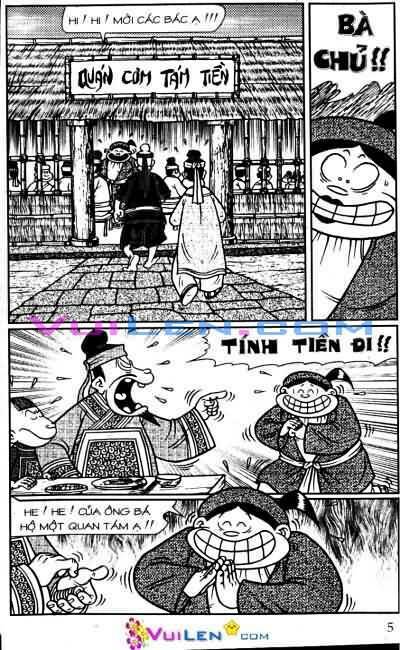 HI! HI! MỜI CÁC BÁC Ạ!!!
QUÁN CƠM TÁM TIỀN
BÀ
CHỦ!!
VUILEN.COM
TÍNH TIỀN ĐI!!
HE! HE! CỦA ÔNG BÁ
HỘ MỘT QUAN TÁM Ạ!!
5
VUILEN.COM